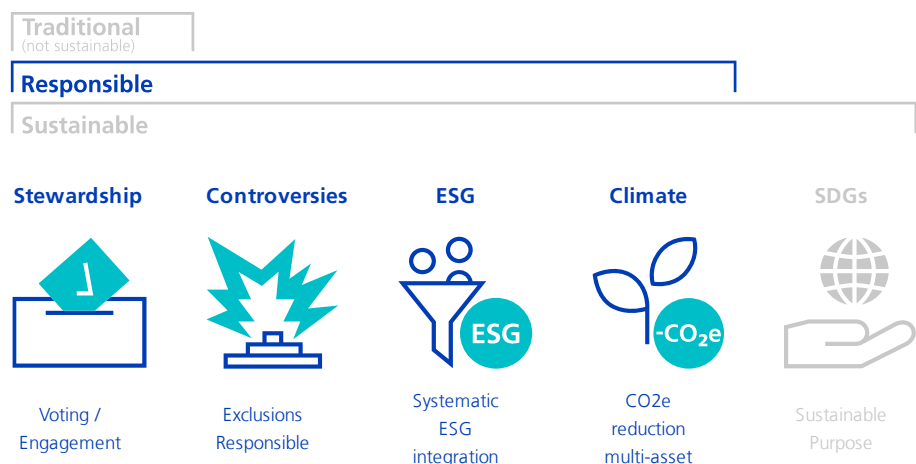 Traditional
(not sustainable)
Responsible
Sustainable
Stewardship
Controversies
ESG
Climate
SDGs
ESG
-CO₂e
Voting /
Engagement
Exclusions
Responsible
Systematic
ESG
integration
CO2e
reduction
multi-asset
Sustainable
Purpose